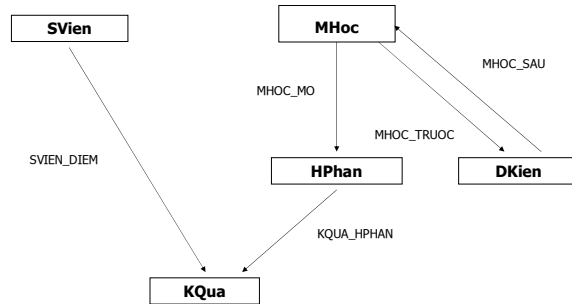 SVien
MHoc
MHOC_SAU
MHOC_MO
MHOC_TRUOC
SVIEN_DIEM
HPhan
DKien
KQUA_HPHAN
KQua